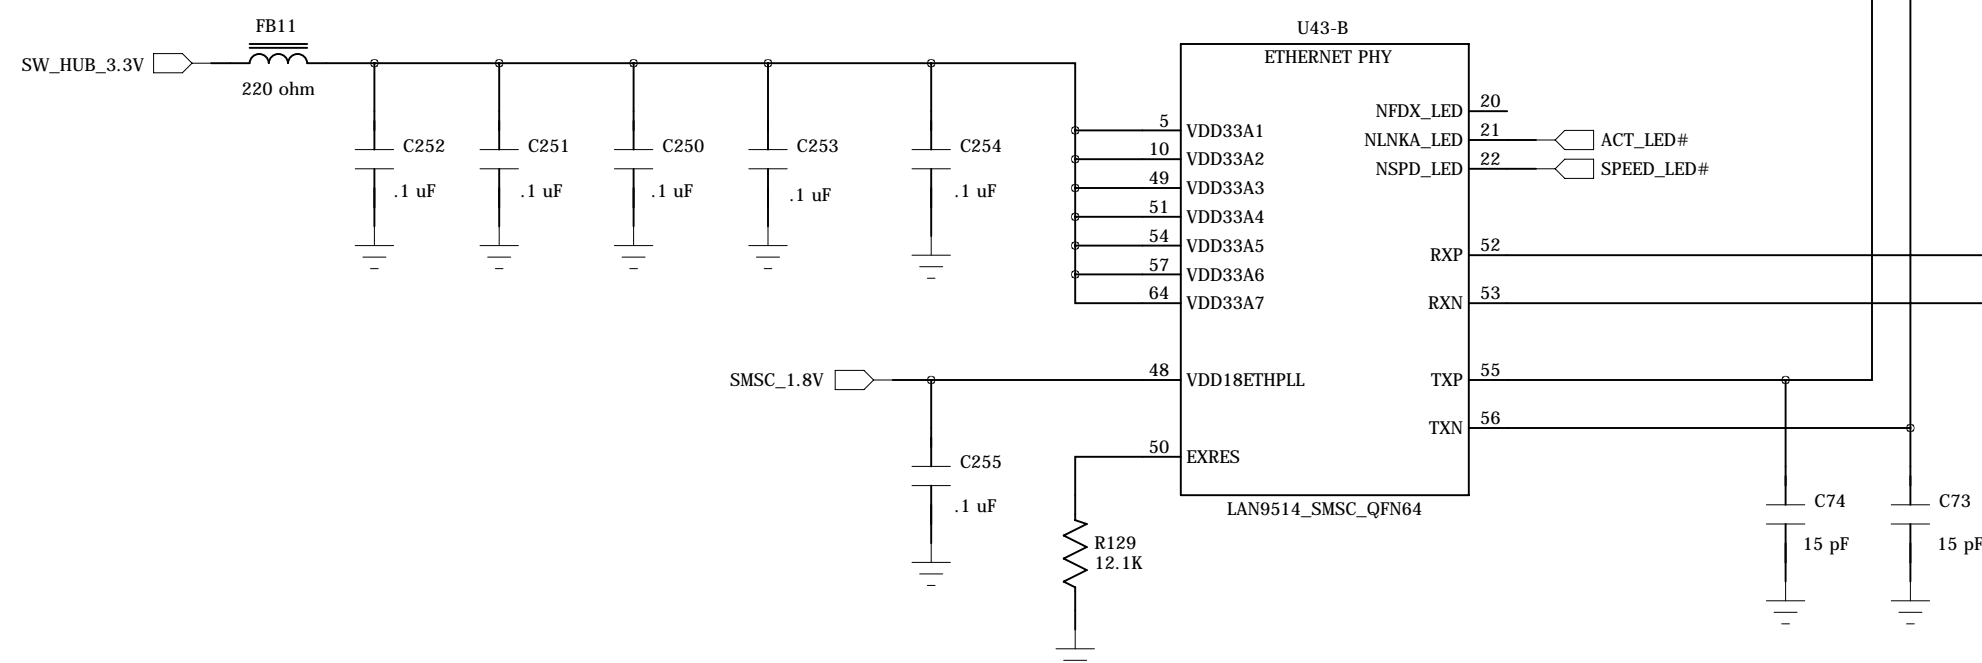 FB11
SW_HUB_3.3V
220 ohm
C252
.1 uF
C251
.1 uF
C250
.1 uF
C253
.1 uF
C254
.1 uF
U43-B
ETHERNET PHY
5 VDD33A1
10 VDD33A2
49 VDD33A3
51 VDD33A4
54 VDD33A5
57 VDD33A6
64 VDD33A7
48 VDD18ETHPLL
50 EXRES
NFDX_LED 20
NLNKA_LED 21 ACT_LED#
NSPD_LED 22 SPEED_LED#
RXP 52
RXN 53
TXP 55
TXN 56
LAN9514_SMSC_QFN64
SMSC_1.8V
C255
.1 uF
R129
12.1K
C74
15 pF
C73
15 pF